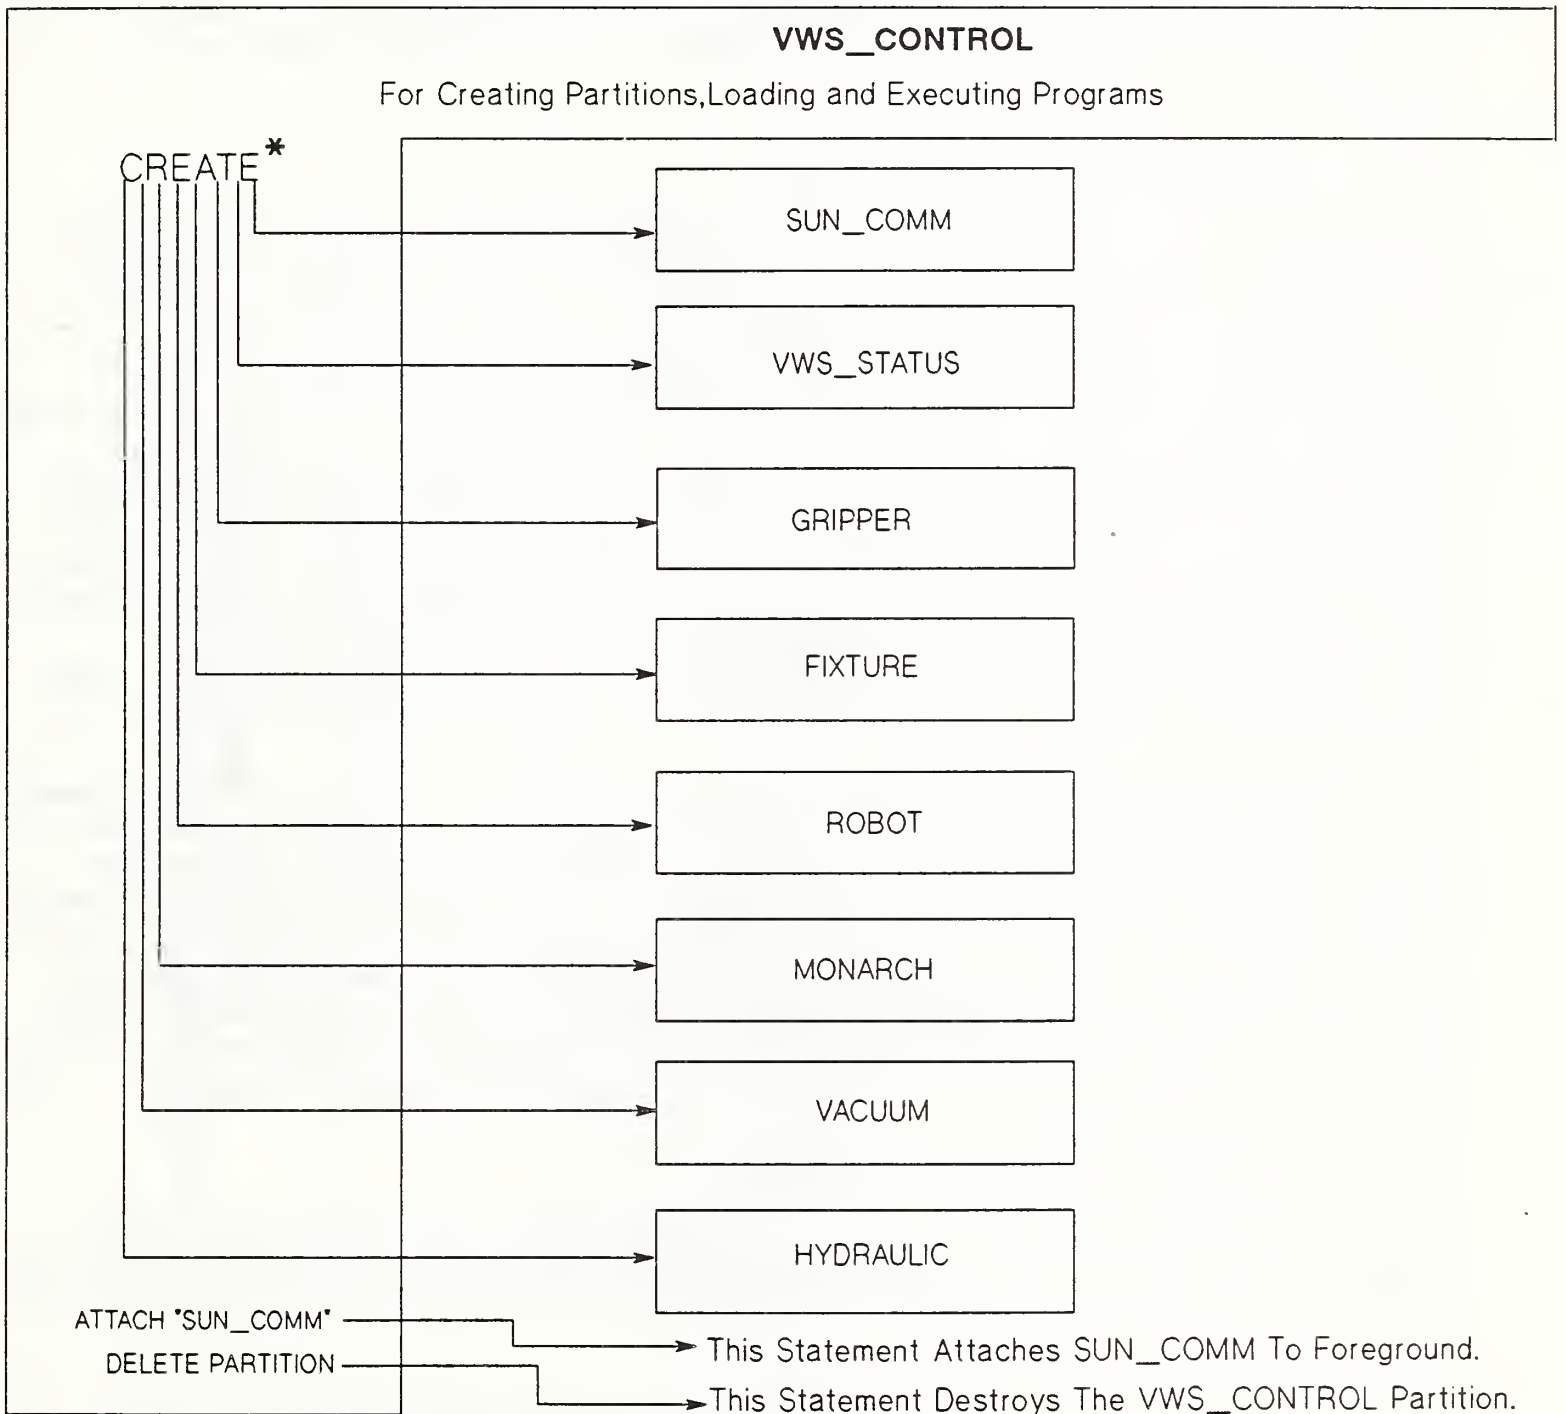 VWS_CONTROL
For Creating Partitions,Loading and Executing Programs
CREATE*
SUN_COMM
VWS_STATUS
GRIPPER
FIXTURE
ROBOT
MONARCH
VACUUM
HYDRAULIC
ATTACH "SUN_COMM"
This Statement Attaches SUN_COMM To Foreground.
DELETE PARTITION
This Statement Destroys The VWS_CONTROL Partition.